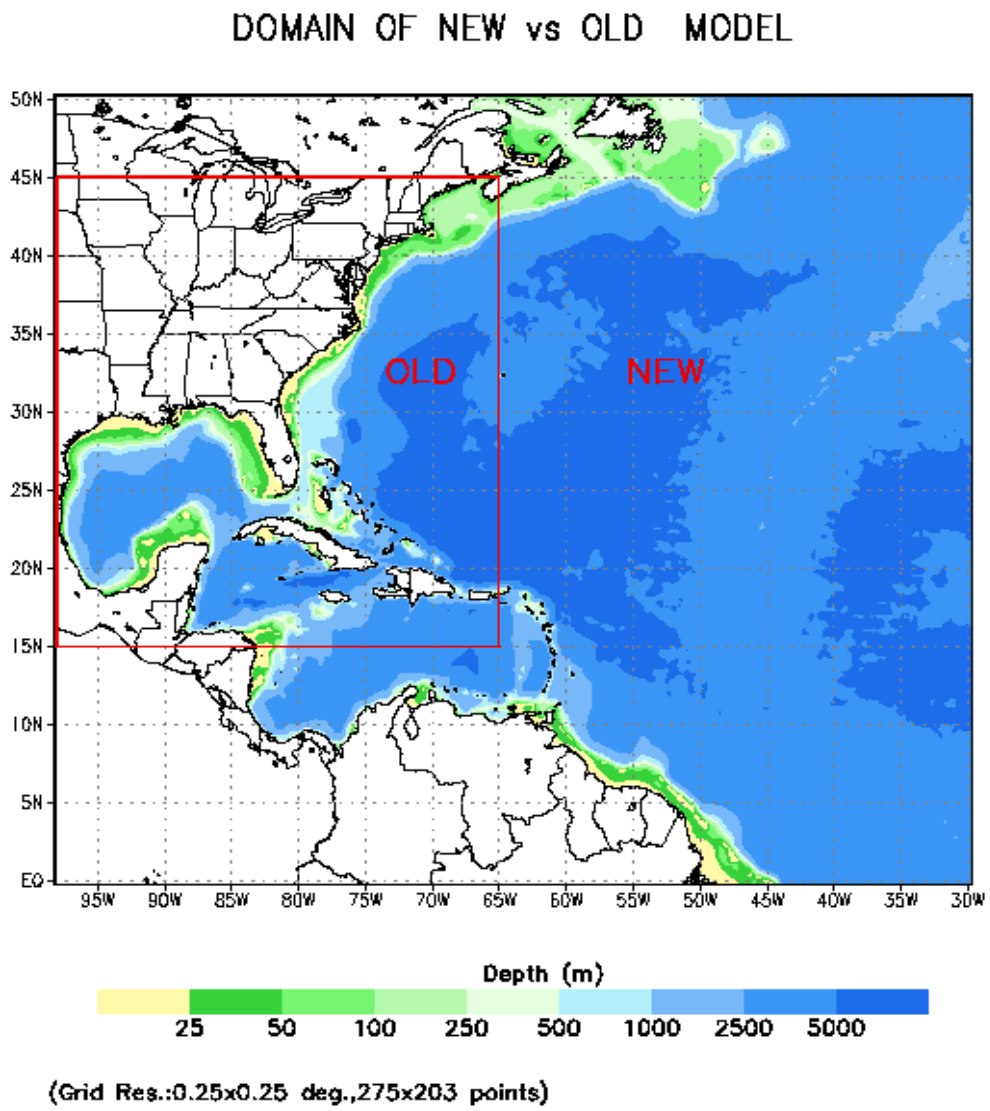 DOMAIN OF NEW vs OLD MODEL
50N
45N
40N
35N
30N
25N
20N
15N
10N
5N
EQ
OLD
NEW
95W 90W 85W 80W 75W 70W 65W 60W 55W 50W 45W 40W 35W 30W
Depth (m)
25 50 100 250 500 1000 2500 5000
(Grid Res.:0.25x0.25 deg.,275x203 points)